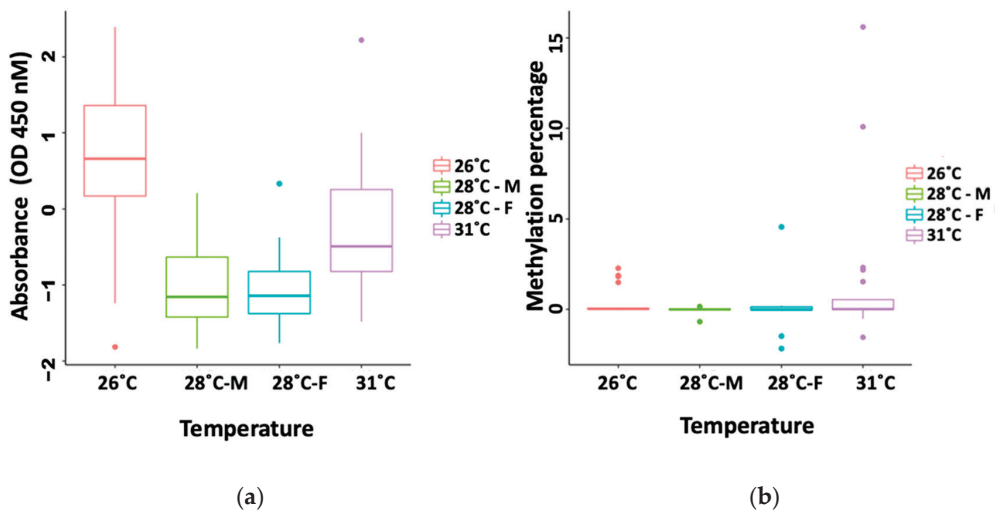 Absorbance (OD 450 nM)
2
1
0
−1
−2
26˚C
28˚C-M
28˚C-F
31˚C
Temperature
26˚C
28˚C - M
28˚C - F
31˚C
(a)
Methylation percentage
15
10
5
0
26˚C
28˚C-M
28˚C-F
31˚C
Temperature
26˚C
28˚C - M
28˚C - F
31˚C
(b)